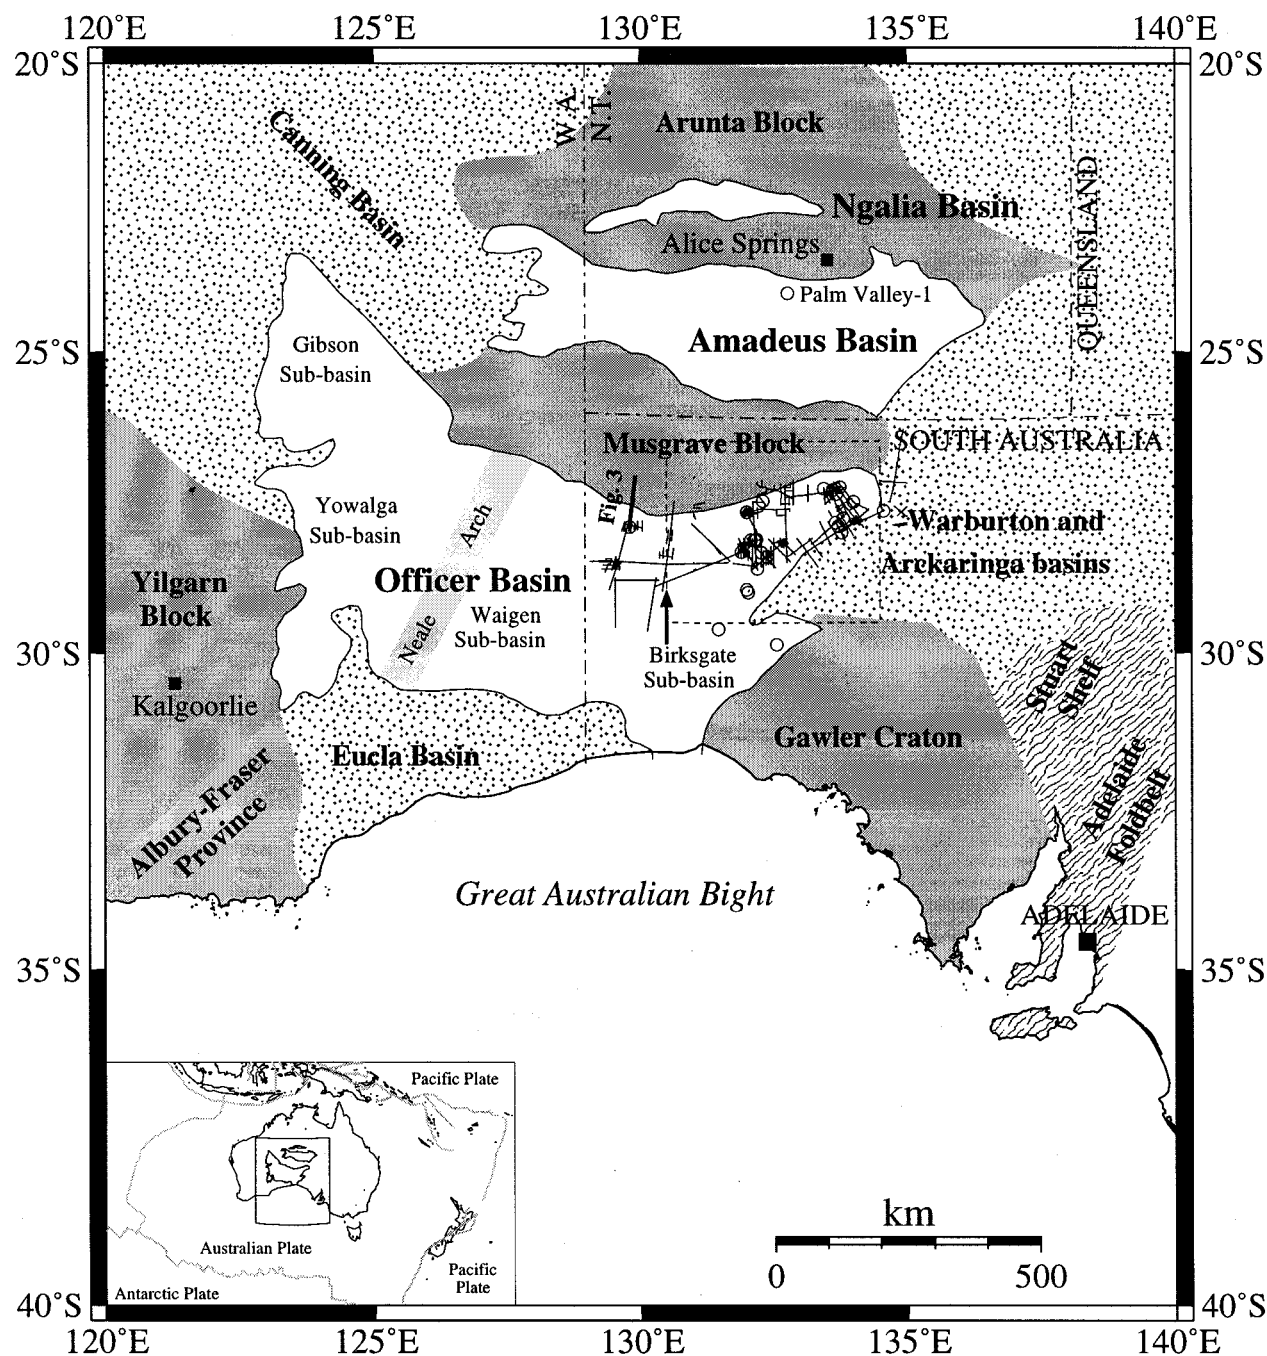 120°E 125°E 130°E 135°E 140°E
20°S 20°S
W.A.
N.T.
Arunta Block
Canning Basin
QUEENSLAND
Ngalia Basin
Alice Springs
Palm Valley-1
Amadeus Basin
25°S 25°S
Gibson
Sub-basin
Musgrave Block
SOUTH AUSTRALIA
Fig. 3
Yowalga
Sub-basin
Arch
Warburton and
Arckaringa basins
Officer Basin
Yilgarn
Block
Waigen
Sub-basin
Neale
Birksgate
Sub-basin
30°S 30°S
Stuart
Shelf
Kalgoorlie
Gawler Craton
Eucla Basin
Adelaide
Foldbelt
Albury-Fraser
Province
Great Australian Bight
ADELAIDE
35°S 35°S
Pacific Plate
Australian Plate
Pacific
Plate
Antarctic Plate
km
0 500
40°S 40°S
120°E 125°E 130°E 135°E 140°E